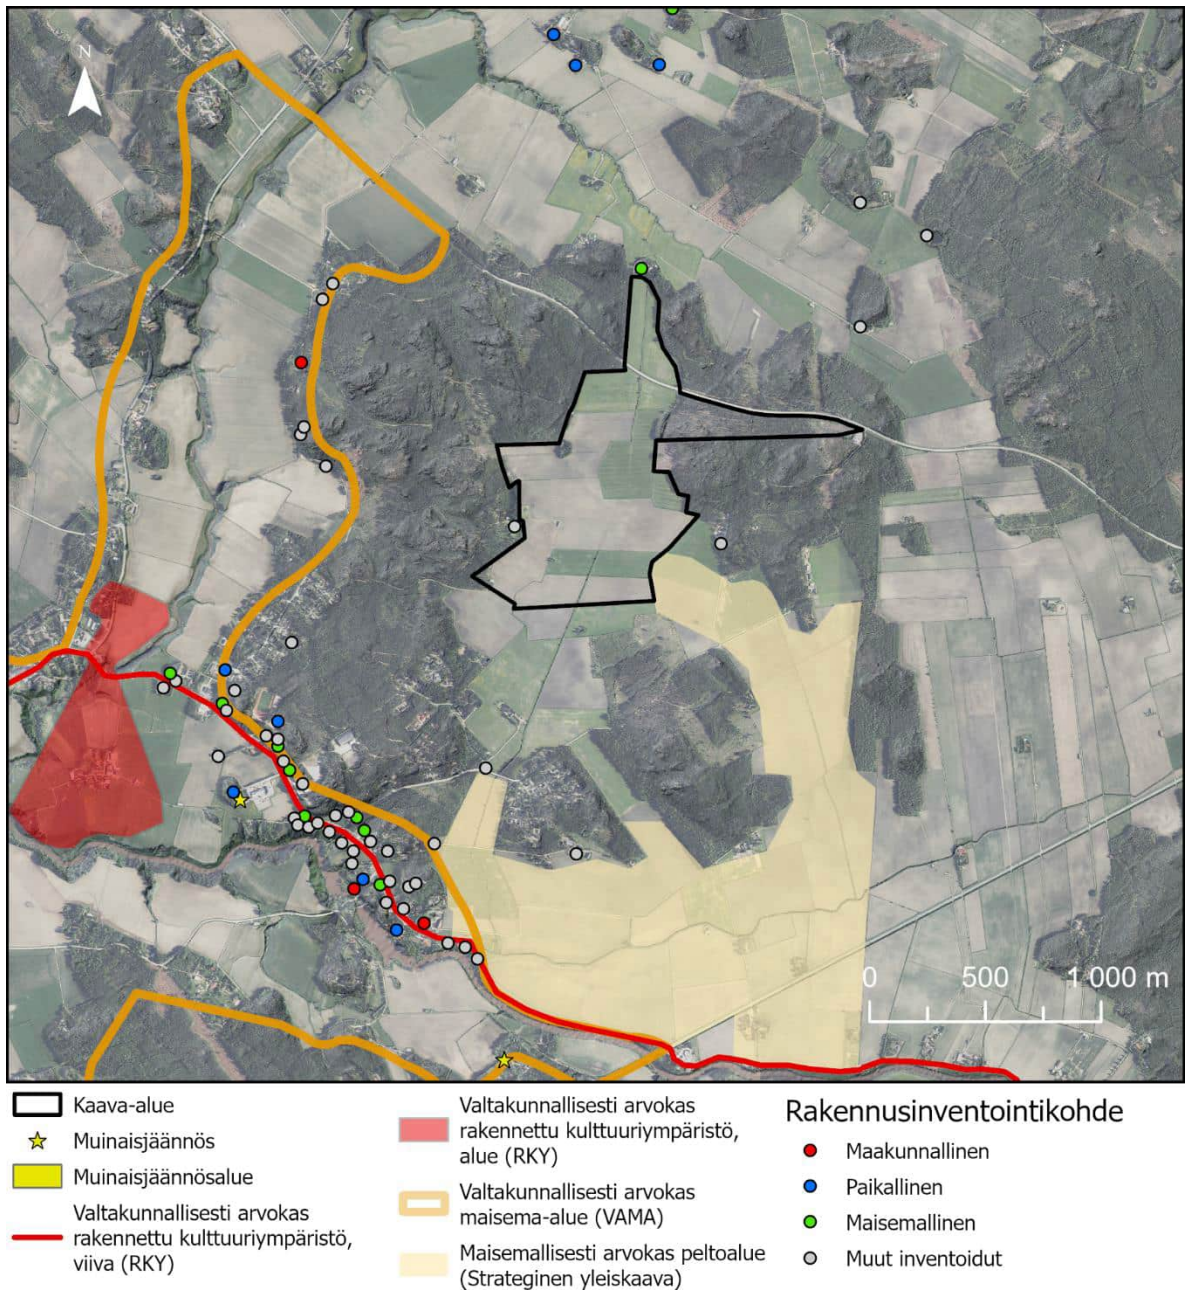 N
0 500 1 000 m
Kaava-alue
Muinaisjäännös
Muinaisjäännösalue
Valtakunnallisesti arvokas
rakennettu kulttuuriympäristö,
viiva (RKY)
Valtakunnallisesti arvokas
rakennettu kulttuuriympäristö,
alue (RKY)
Valtakunnallisesti arvokas
maisema-alue (VAMA)
Maisemallisesti arvokas peltoalue
(Strateginen yleiskaava)
Rakennusinventointikohde
Maakunnallinen
Paikallinen
Maisemallinen
Muut inventoidut